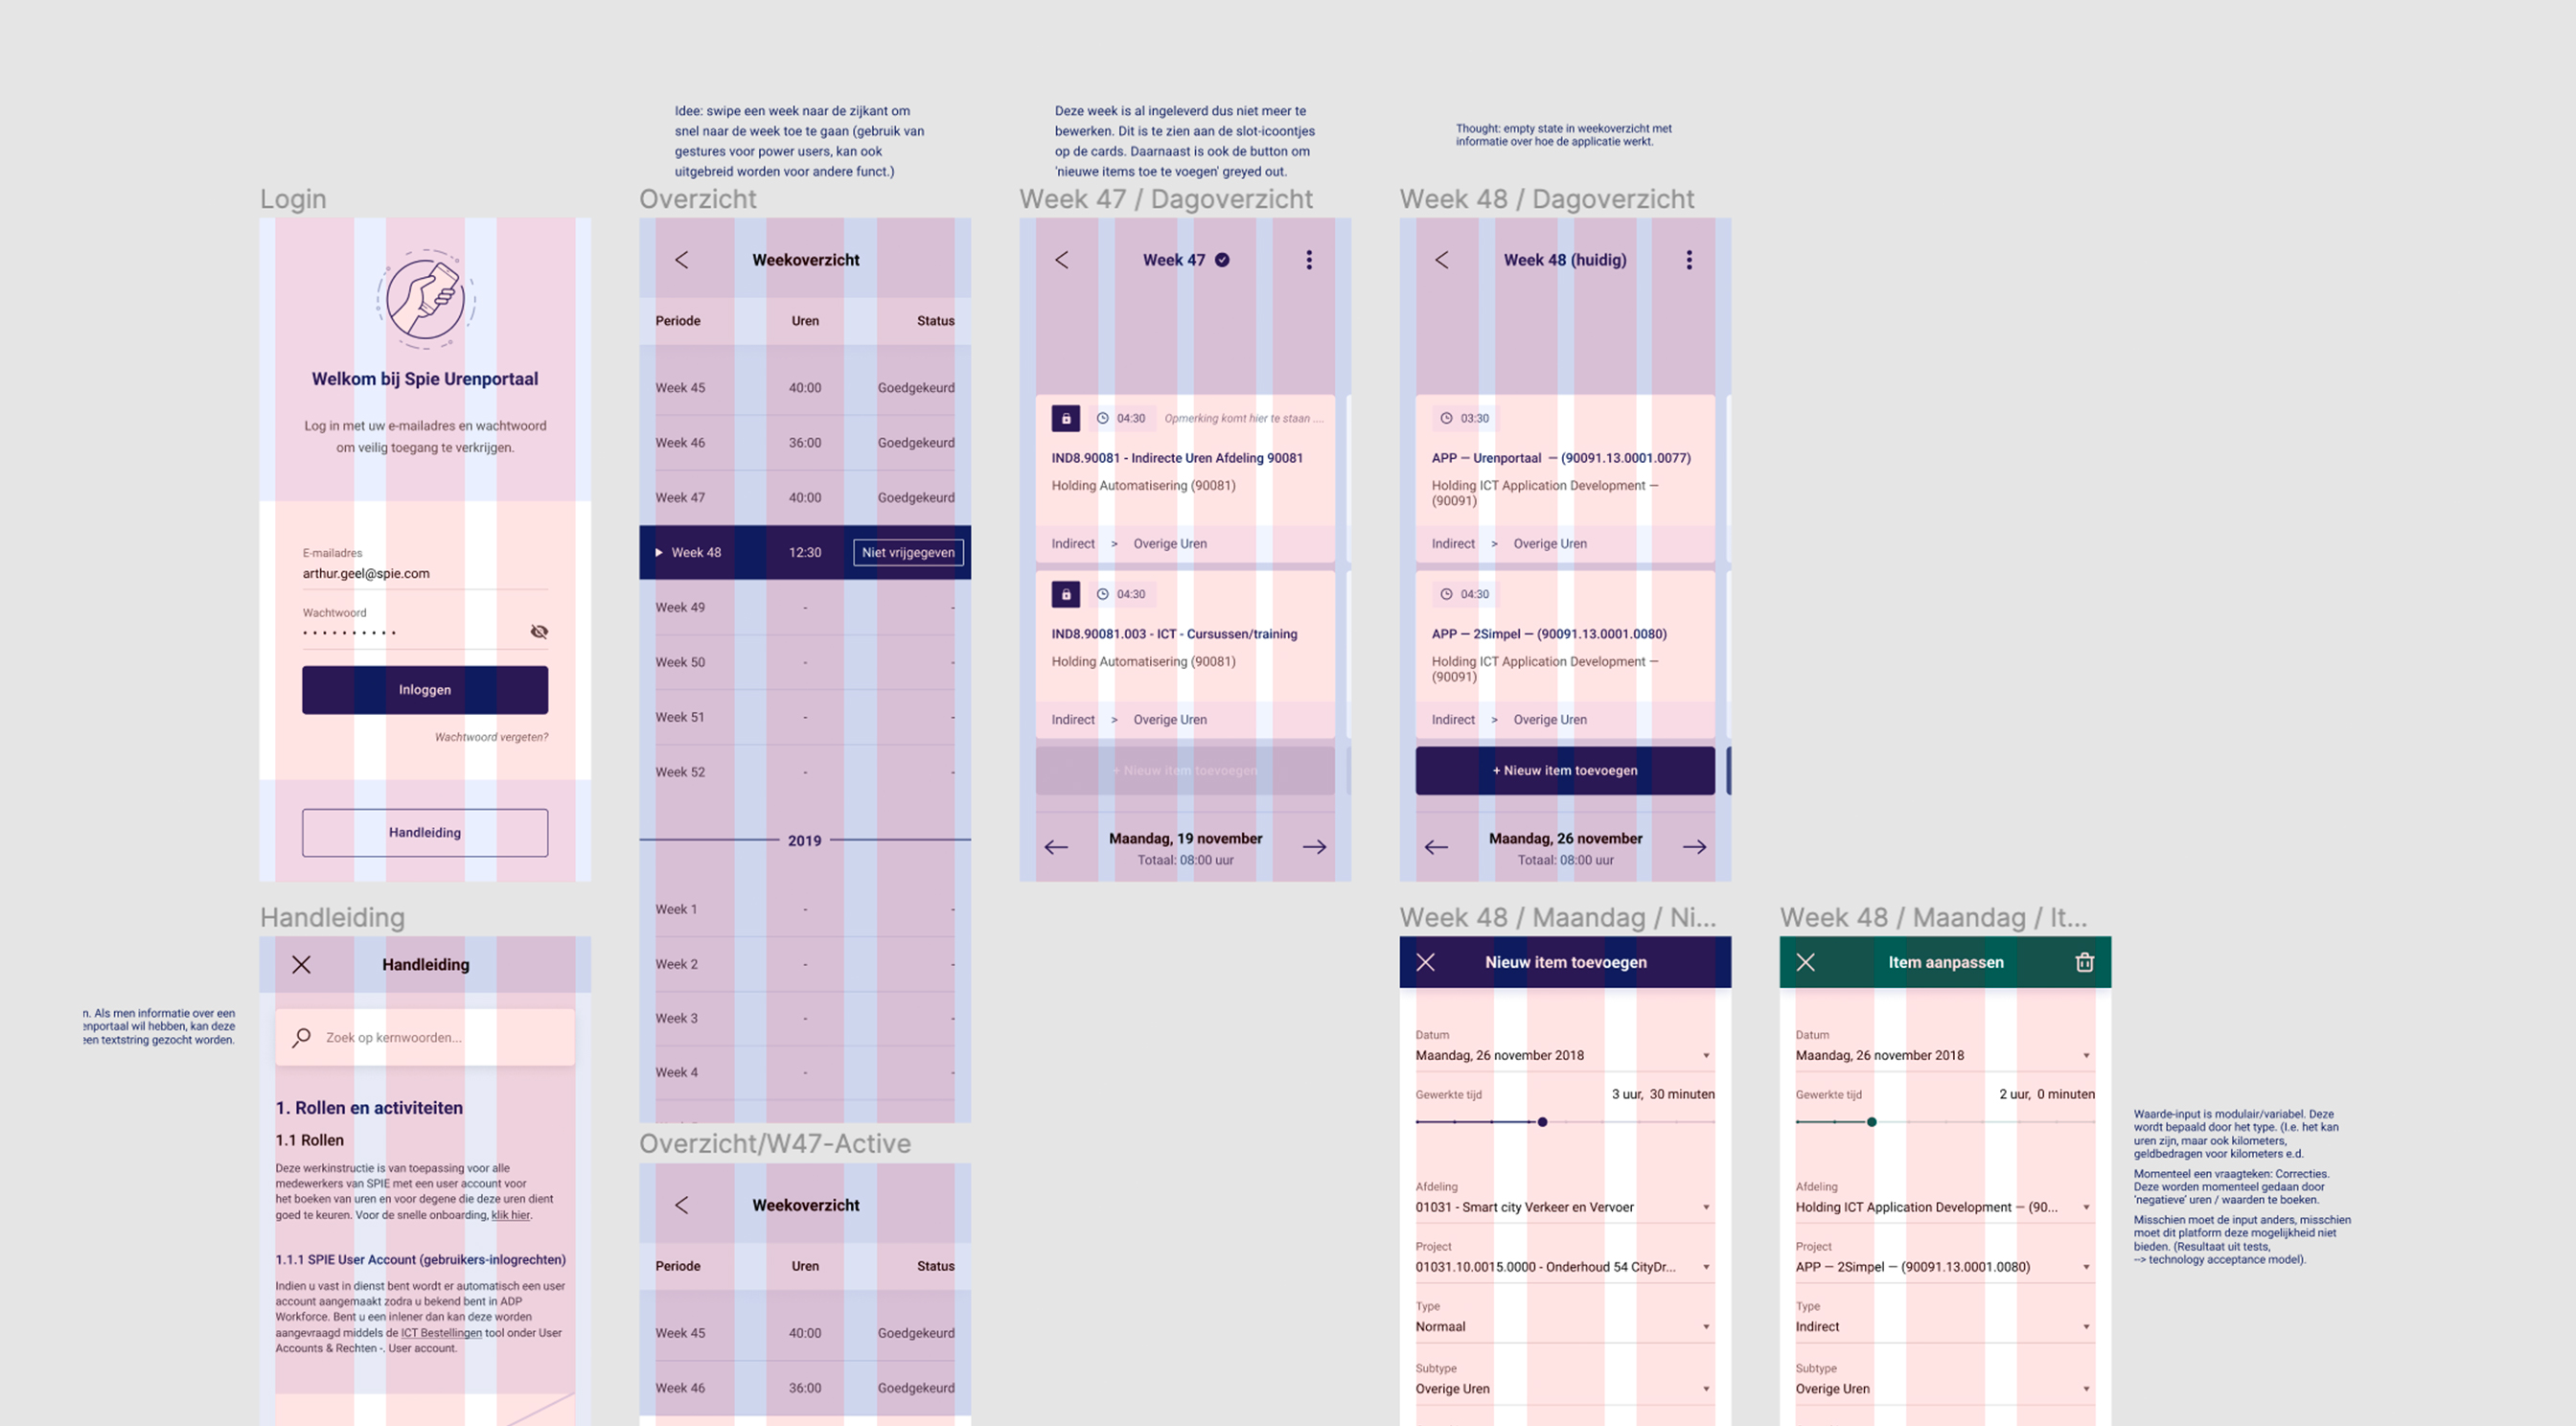 Idee: swipe een week naar de zijkant om
snel naar de week toe te gaan (gebruik van
gestures voor power users, kan ook
uitgebreid worden voor andere funct.)
Deze week is al ingeleverd dus niet meer te
bewerken. Dit is te zien aan de slot-icoontjes
op de cards. Daarnaast is ook de button om
'nieuwe items toe te voegen' greyed out.
Thought: empty state in weekoverzicht met
informatie over hoe de applicatie werkt.
Login
Welkom bij Spie Urenportaal
Log in met uw e-mailadres en wachtwoord
om veilig toegang te verkrijgen.
E-mailadres
arthur.geel@spie.com
Wachtwoord
Inloggen
Wachtwoord vergeten?
Handleiding
Overzicht
Weekoverzicht
Periode Uren Status
Week 45 40:00 Goedgekeurd
Week 46 36:00 Goedgekeurd
Week 47 40:00 Goedgekeurd
Week 48 12:30 Niet vrijgegeven
Week 49 - -
Week 50 - -
Week 51 - -
Week 52 - -
2019
Week 1 - -
Week 2 - -
Week 3 - -
Week 4 - -
Week 47 / Dagoverzicht
Week 47
04:30 Opmerking komt hier te staan ....
IND8.90081 - Indirecte Uren Afdeling 90081
Holding Automatisering (90081)
Indirect > Overige Uren
04:30
IND8.90081.003 - ICT - Cursussen/training
Holding Automatisering (90081)
Indirect > Overige Uren
+ Nieuw item toevoegen
Maandag, 19 november
Totaal: 08:00 uur
Week 48 / Dagoverzicht
Week 48 (huidig)
03:30
APP — Urenportaal — (90091.13.0001.0077)
Holding ICT Application Development —
(90091)
Indirect > Overige Uren
04:30
APP — 2Simpel — (90091.13.0001.0080)
Holding ICT Application Development —
(90091)
Indirect > Overige Uren
+ Nieuw item toevoegen
Maandag, 26 november
Totaal: 08:00 uur
n. Als men informatie over een
enportaal wil hebben, kan deze
een textstring gezocht worden.
Handleiding
Handleiding
Zoek op kernwoorden...
1. Rollen en activiteiten
1.1 Rollen
Deze werkinstructie is van toepassing voor alle
medewerkers van SPIE met een user account voor
het boeken van uren en voor degene die deze uren dient
goed te keuren. Voor de snelle onboarding, klik hier.
1.1.1 SPIE User Account (gebruikers-inlogrechten)
Indien u vast in dienst bent wordt er automatisch een user
account aangemaakt zodra u bekend bent in ADP
Workforce. Bent u een inlener dan kan deze worden
aangevraagd middels de ICT Bestellingen tool onder User
Accounts & Rechten -. User account.
Overzicht/W47-Active
Weekoverzicht
Periode Uren Status
Week 45 40:00 Goedgekeurd
Week 46 36:00 Goedgekeurd
Week 48 / Maandag / Ni...
Nieuw item toevoegen
Datum
Maandag, 26 november 2018
Gewerkte tijd 3 uur, 30 minuten
Afdeling
01031 - Smart city Verkeer en Vervoer
Project
01031.10.0015.0000 - Onderhoud 54 CityDr...
Type
Normaal
Subtype
Overige Uren
Week 48 / Maandag / It...
Item aanpassen
Datum
Maandag, 26 november 2018
Gewerkte tijd 2 uur, 0 minuten
Afdeling
Holding ICT Application Development — (90...
Project
APP — 2Simpel — (90091.13.0001.0080)
Type
Indirect
Subtype
Overige Uren
Waarde-input is modulair/variabel. Deze
wordt bepaald door het type. (I.e. het kan
uren zijn, maar ook kilometers,
geldbedragen voor kilometers e.d.
Momenteel een vraagteken: Correcties.
Deze worden momenteel gedaan door
'negatieve' uren / waarden te boeken.
Misschien moet de input anders, misschien
moet dit platform deze mogelijkheid niet
bieden. (Resultaat uit tests,
--> technology acceptance model).